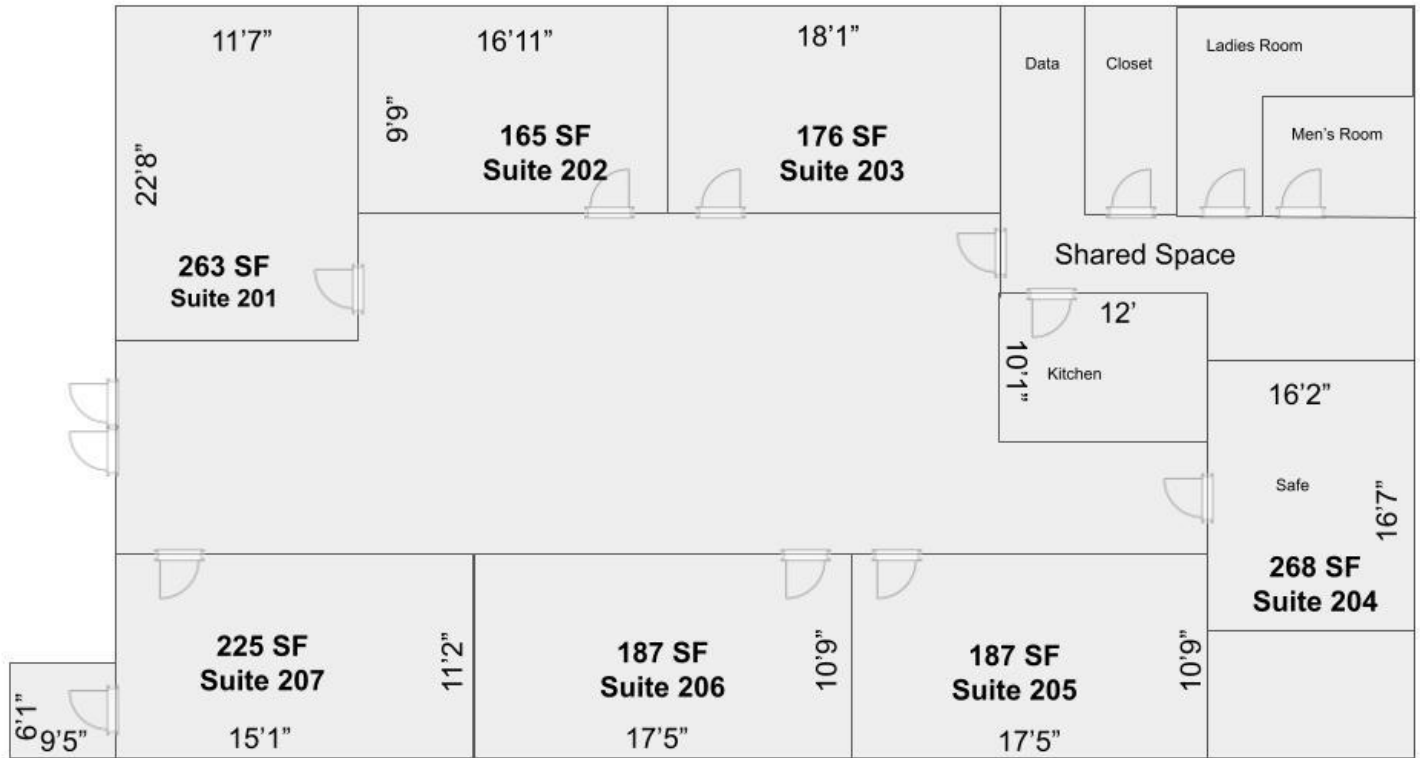 11'7”
22'8”
263 SF
Suite 201
16'11”
9'9”
165 SF
Suite 202
18'1”
176 SF
Suite 203
Data
Closet
Ladies Room
Men's Room
Shared Space
12'
10'1”
Kitchen
16'2”
Safe
16'7”
268 SF
Suite 204
225 SF
Suite 207
11'2”
15'1”
6'1”
9'5”
187 SF
Suite 206
10'9”
17'5”
187 SF
Suite 205
10'9”
17'5”